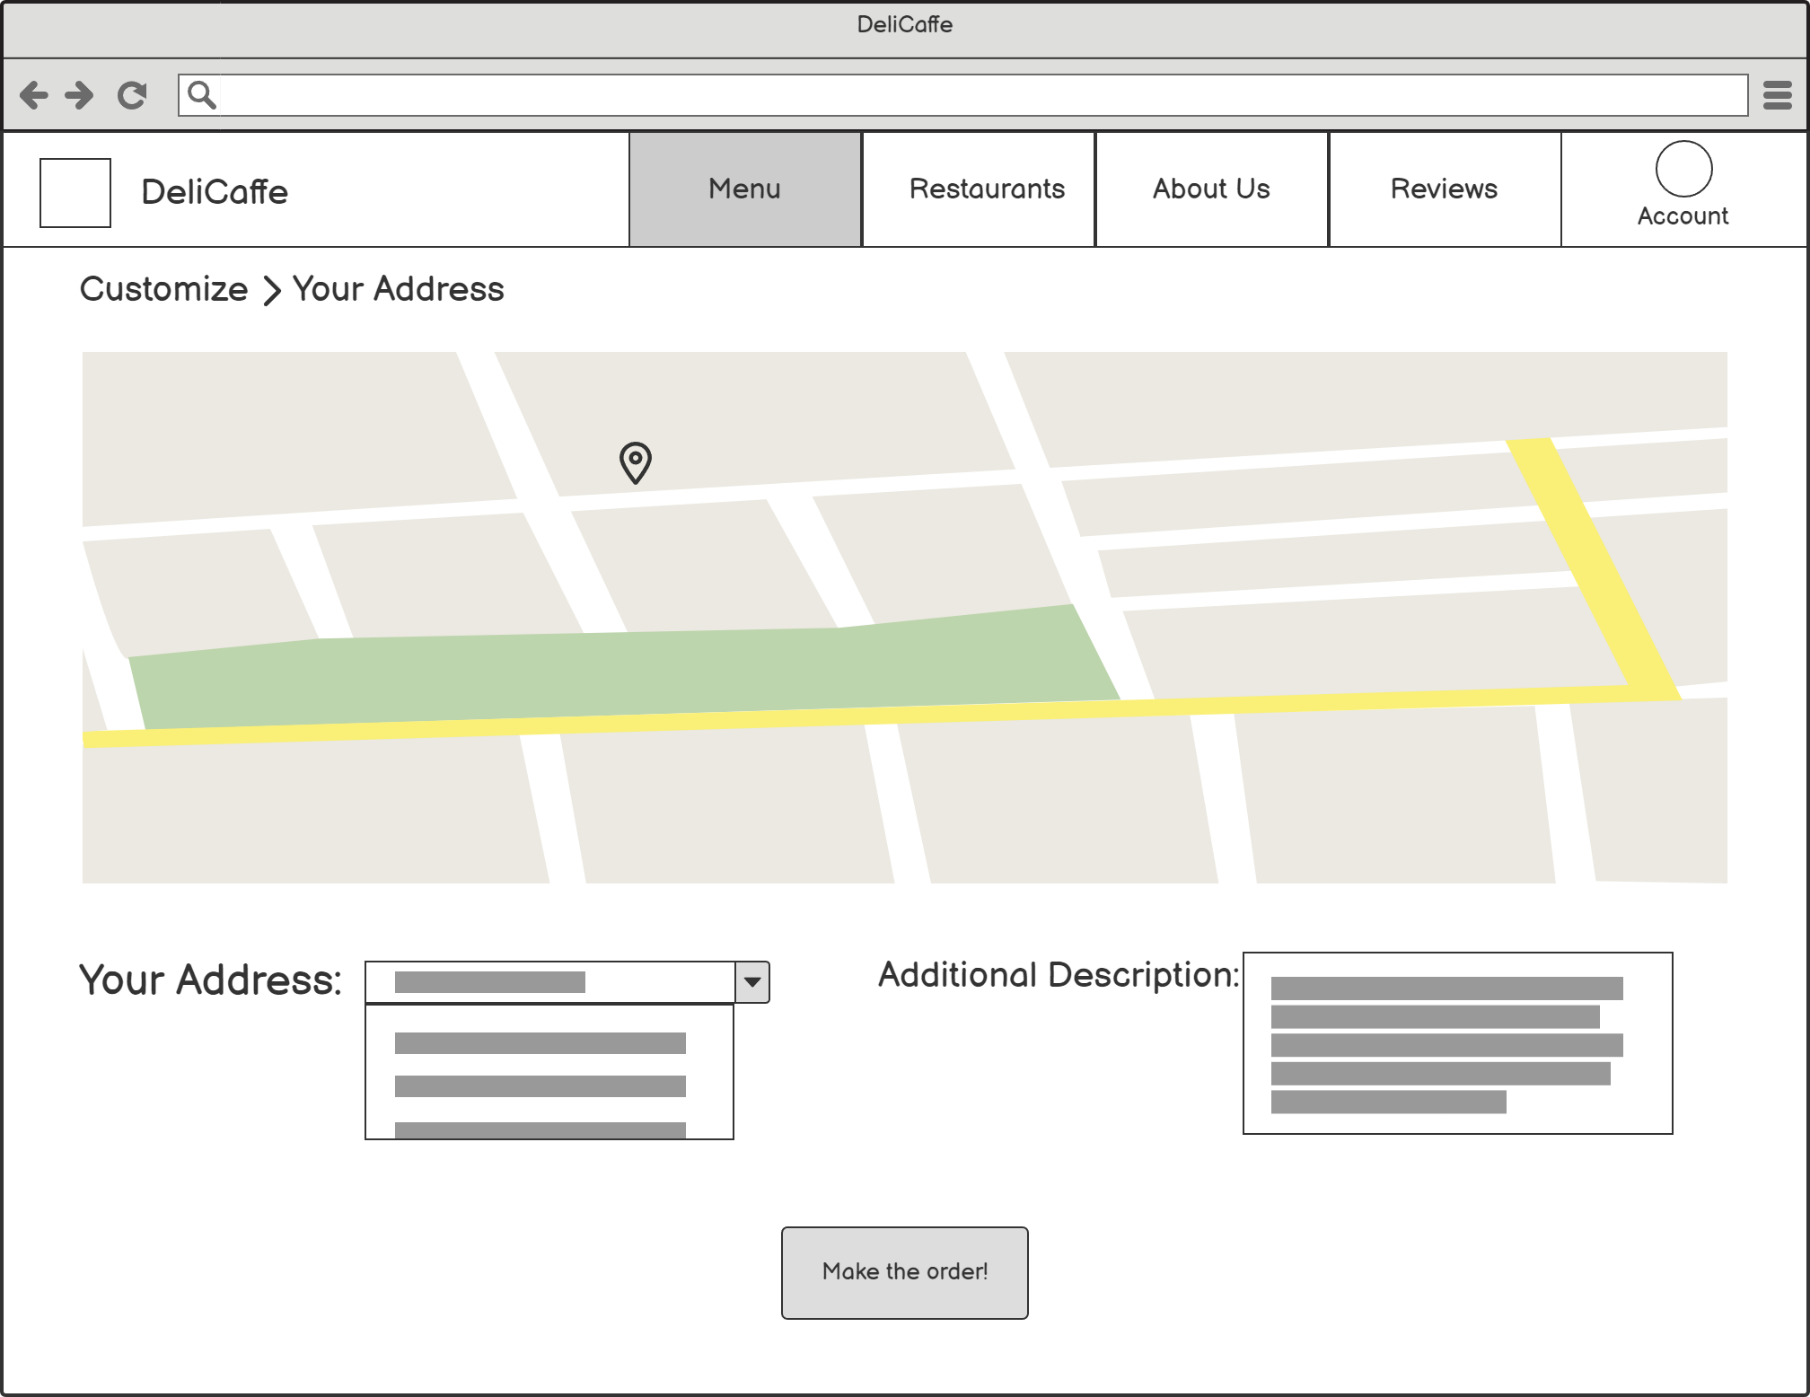 DeliCaffe
DeliCaffe
Menu
Restaurants
About Us
Reviews
Account
Customize > Your Address
Your Address:
Additional Description:
Make the order!